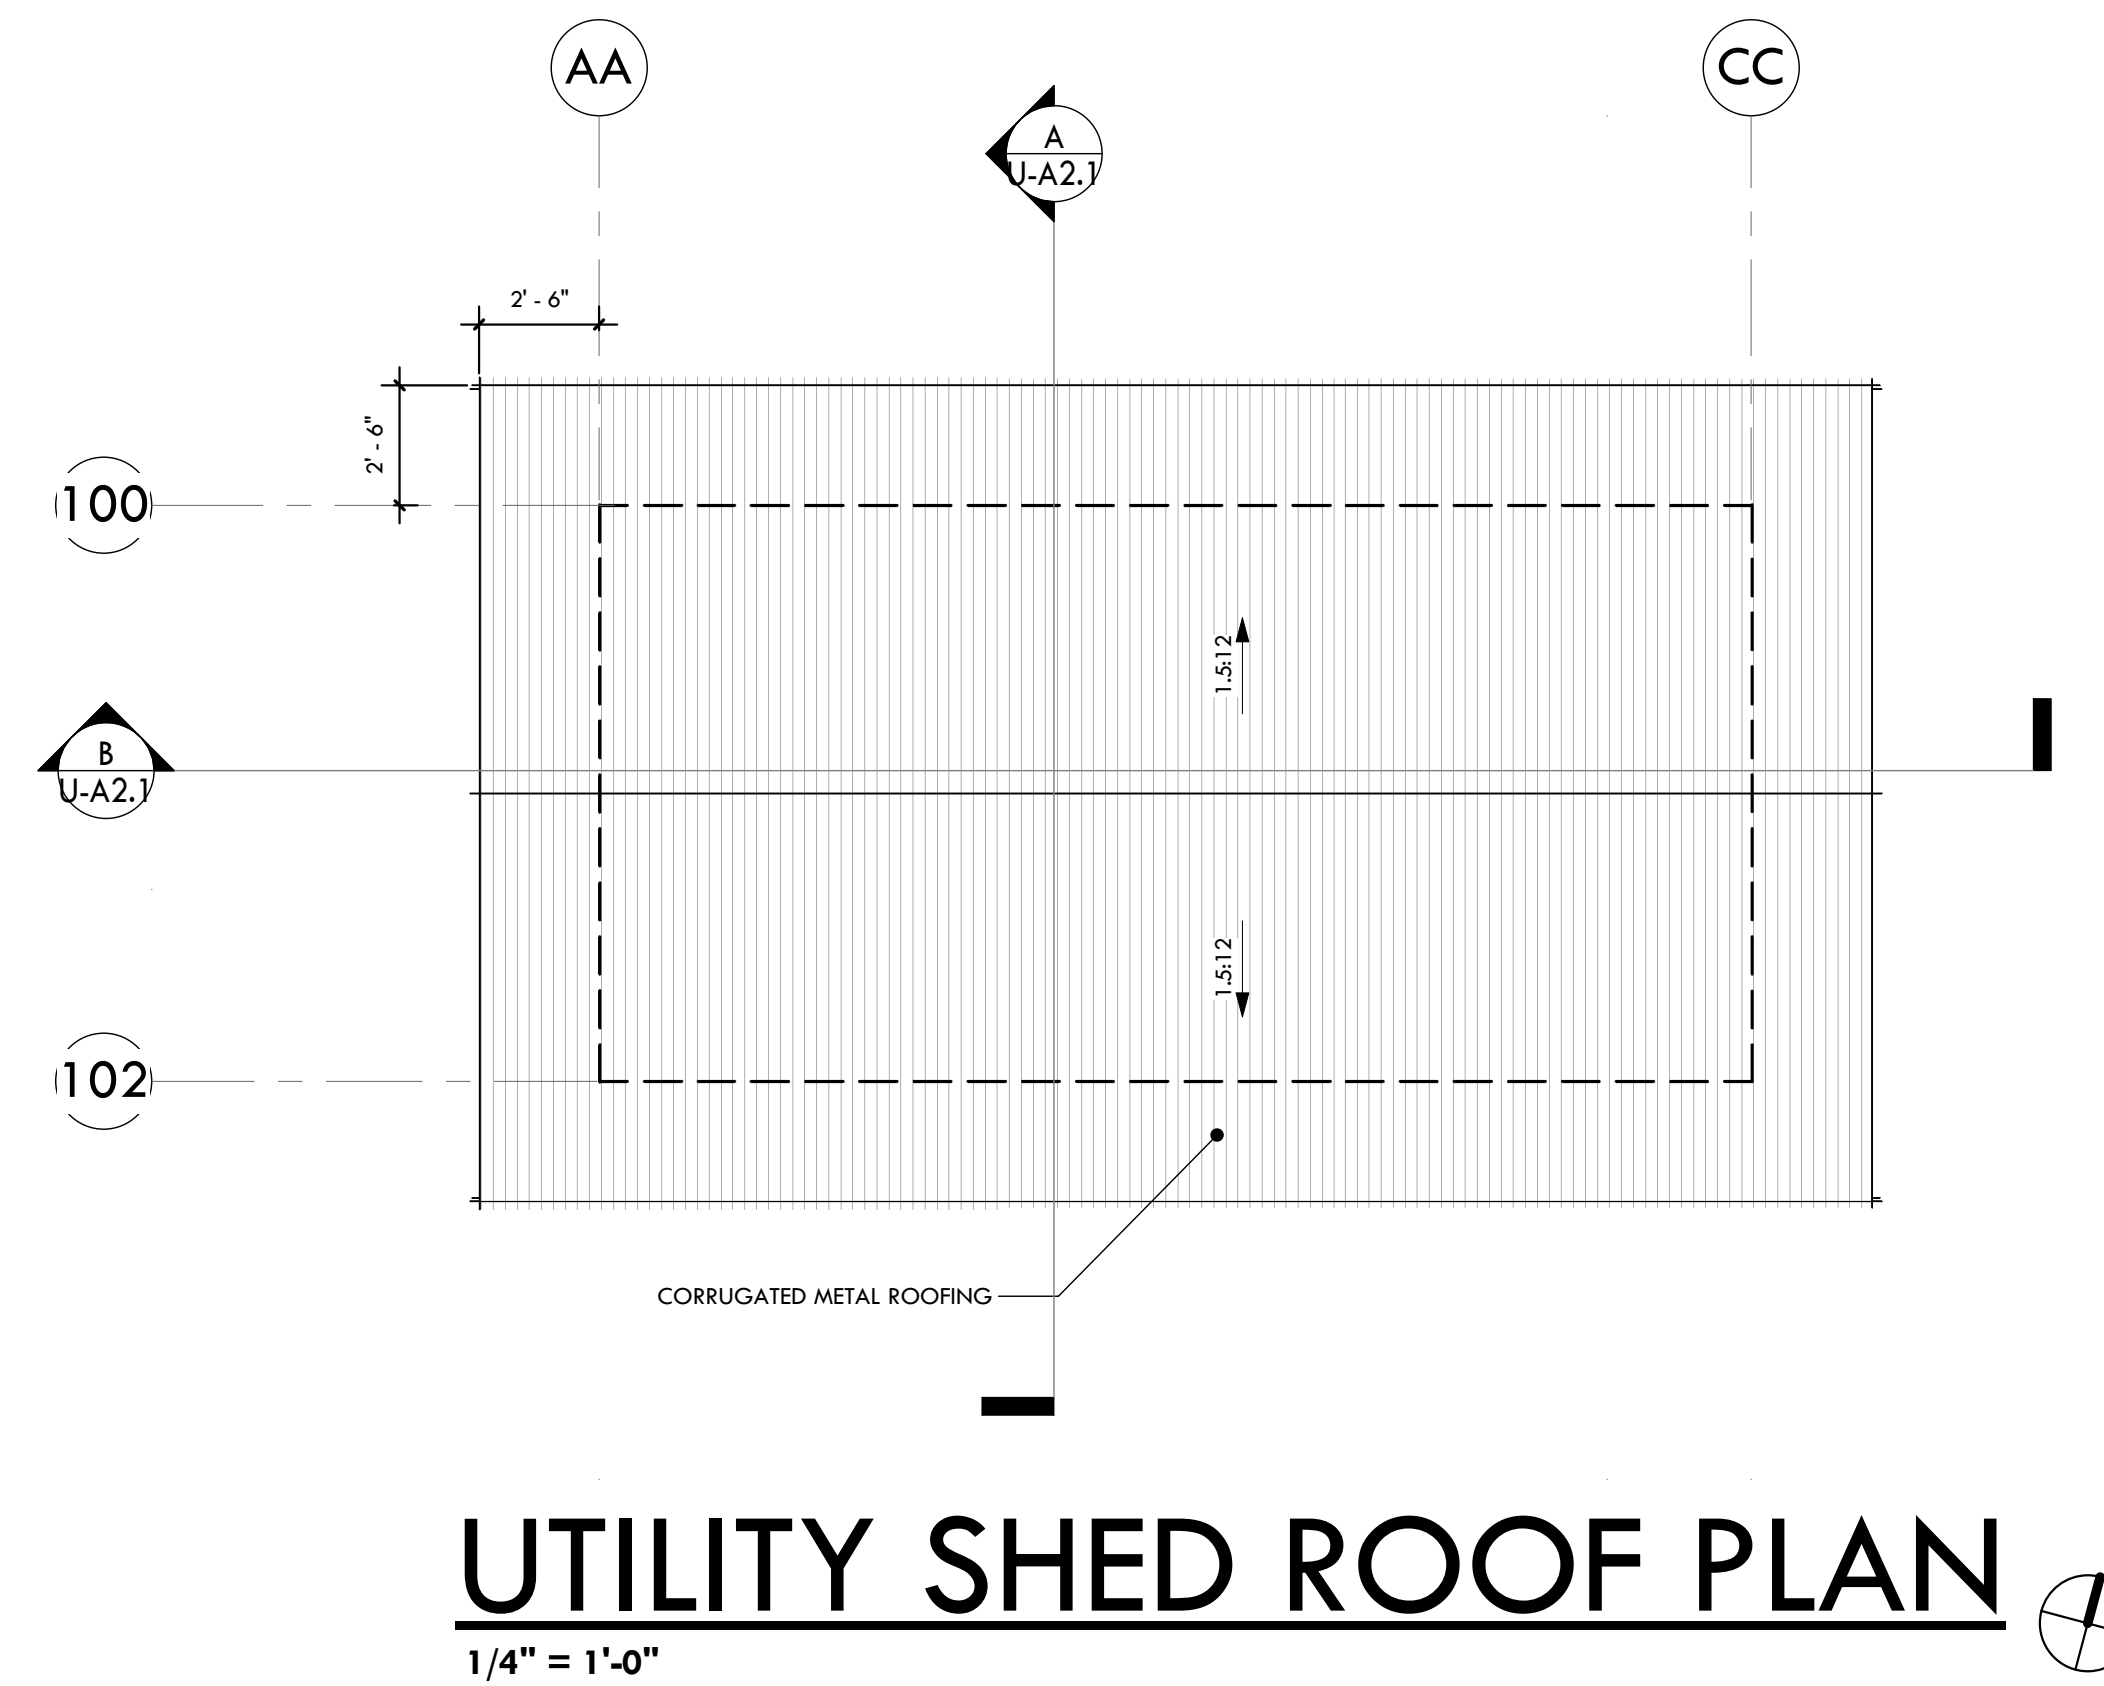 AA
CC
A
U-A2.1
2' - 6"
2' - 6"
100
1.5:12
B
U-A2.1
1.5:12
102
CORRUGATED METAL ROOFING
UTILITY SHED ROOF PLAN
1/4" = 1'-0"